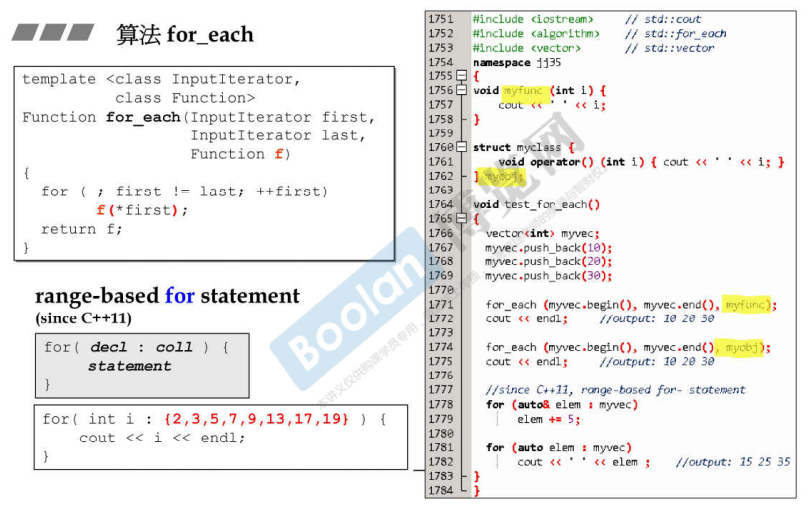 算法 for_each
template <class InputIterator,
class Function>
Function for_each(InputIterator first,
InputIterator last,
Function f)
{
for ( ; first != last; ++first)
f(*first);
return f;
}
range-based for statement
(since C++11)
for( decl : coll ) {
statement
}
for( int i : {2,3,5,7,9,13,17,19} ) {
cout << i << endl;
}
1751 #include <iostream> // std::cout
1752 #include <algorithm> // std::for_each
1753 #include <vector> // std::vector
1754 namespace jj35
1755 {
1756 void myfunc (int i) {
1757 cout << ' ' << i;
1758 }
1759
1760 struct myclass {
1761 void operator() (int i) { cout << ' ' << i; }
1762 } myobj;
1763
1764 void test_for_each()
1765 {
1766 vector<int> myvec;
1767 myvec.push_back(10);
1768 myvec.push_back(20);
1769 myvec.push_back(30);
1770
1771 for_each (myvec.begin(), myvec.end(), myfunc);
1772 cout << endl; //output: 10 20 30
1773
1774 for_each (myvec.begin(), myvec.end(), myobj);
1775 cout << endl; //output: 10 20 30
1776
1777 //since C++11, range-based for- statement
1778 for (auto& elem : myvec)
1779 elem += 5;
1780
1781 for (auto elem : myvec)
1782 cout << ' ' << elem ; //output: 15 25 35
1783 }
1784 }
Boolan
博览网